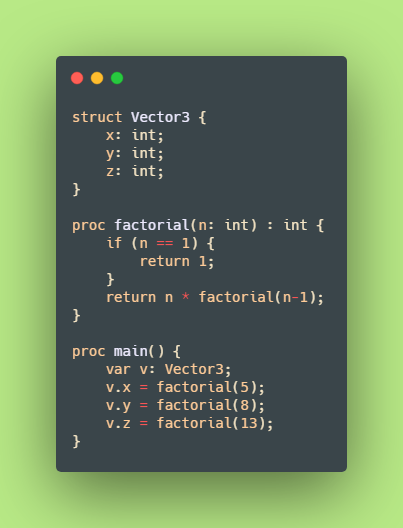 struct Vector3 {
    x: int;
    y: int;
    z: int;
}

proc factorial(n: int) : int {
    if (n == 1) {
        return 1;
    }
    return n * factorial(n-1);
}

proc main() {
    var v: Vector3;
    v.x = factorial(5);
    v.y = factorial(8);
    v.z = factorial(13);
}